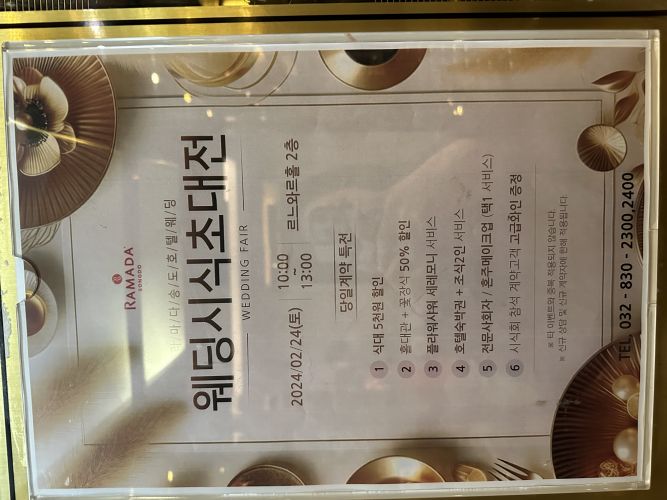 RAMADA
SONGDO
라/마/다/송/도/호/텔/웨/딩
웨딩시식초대전
WEDDING FAIR
2024/02/24(토) 10:00 ~ 13:00 르느와르홀 2층
당일계약 특전
1 식대 5천원 할인
2 홀대관 + 꽃장식 50% 할인
3 플라워샤워 세레모니 서비스
4 호텔숙박권 + 조식2인 서비스
5 전문사회자 / 혼주메이크업 (택1 서비스)
6 시식회 참석 계약고객 고급와인 증정
※ 타 이벤트와 중복 적용되지 않습니다.
※ 신규 상담 및 신규 계약자에 한해 적용됩니다.
TEL. 032 - 830 - 2300,2400